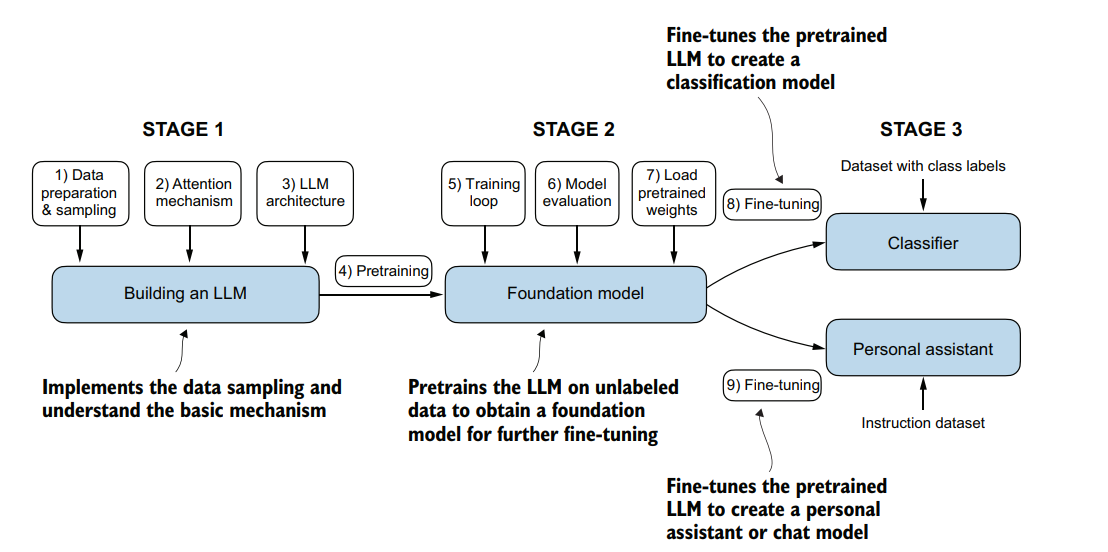 Fine-tunes the pretrained
LLM to create a
classification model
STAGE 1
STAGE 2
STAGE 3
1) Data
preparation
& sampling
2) Attention
mechanism
3) LLM
architecture
5) Training
loop
6) Model
evaluation
7) Load
pretrained
weights
8) Fine-tuning
Dataset with class labels
Classifier
4) Pretraining
Building an LLM
Foundation model
Personal assistant
9) Fine-tuning
Instruction dataset
Implements the data sampling and
understand the basic mechanism
Pretrains the LLM on unlabeled
data to obtain a foundation
model for further fine-tuning
Fine-tunes the pretrained
LLM to create a personal
assistant or chat model